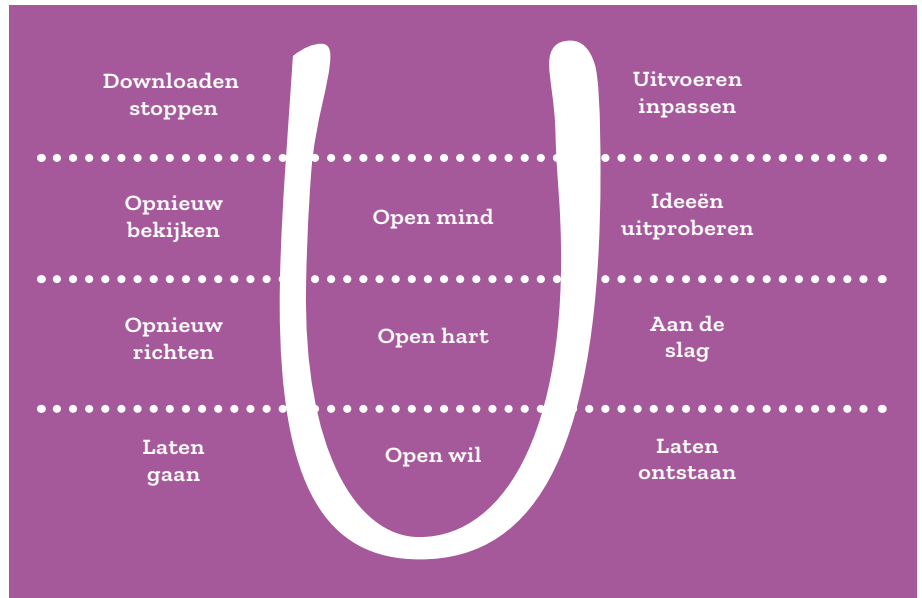 Downloaden
stoppen
Uitvoeren
inpassen
Opnieuw
bekijken
Open mind
Ideeën
uitproberen
Opnieuw
richten
Open hart
Aan de
slag
Laten
gaan
Open wil
Laten
ontstaan